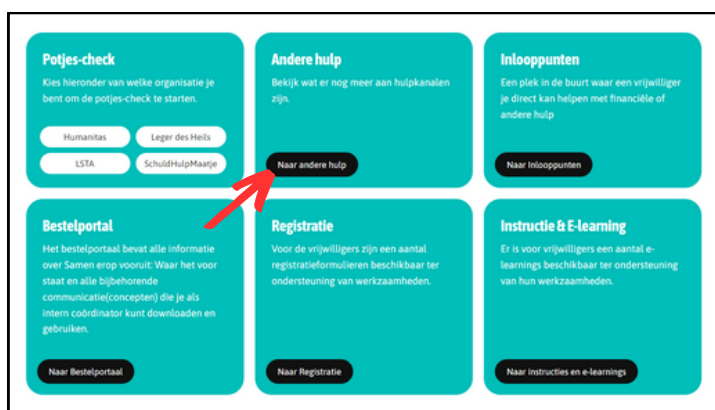 Potjes-check
Kies hieronder van welke organisatie je
bent om de potjes-check te starten.
Humanitas
Leger des Heils
LSTA
SchuldHulpMaatje
Andere hulp
Bekijk wat er nog meer aan hulpkanalen
zijn.
Naar andere hulp
Inlooppunten
Een plek in de buurt waar een vrijwilliger
je direct kan helpen met financiële of
andere hulp
Naar Inlooppunten
Bestelportal
Het bestelportaal bevat alle informatie
over Samen erop vooruit: Waar het voor
staat en alle bijbehorende
communicatie(concepten) die je als
intern coördinator kunt downloaden en
gebruiken.
Naar Bestelportaal
Registratie
Voor de vrijwilligers zijn een aantal
registratieformulieren beschikbaar ter
ondersteuning van werkzaamheden.
Naar Registratie
Instructie & E-learning
Er is voor vrijwilligers een aantal e-
learnings beschikbaar ter ondersteuning
van hun werkzaamheden.
Naar instructies en e-learnings